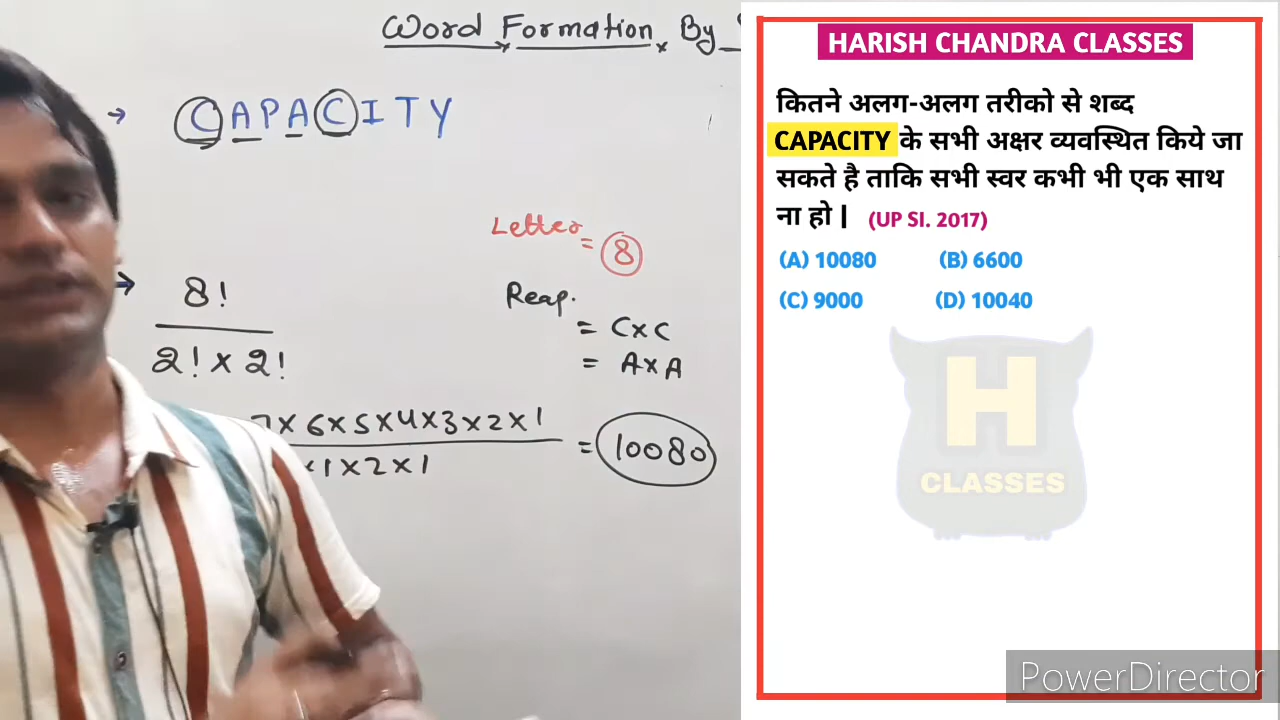 Word Formation By
CAPACITY
Letter = 8
8!
2! x 2!
Reap.
= C x C
= A x A
7 x 6 x 5 x 4 x 3 x 2 x 1
x 1 x 2 x 1
= 10080
HARISH CHANDRA CLASSES
कितने अलग-अलग तरीको से शब्द
CAPACITY के सभी अक्षर व्यवस्थित किये जा
सकते है ताकि सभी स्वर कभी भी एक साथ
ना हो | (UP SI. 2017)
(A) 10080 (B) 6600
(C) 9000 (D) 10040
H
CLASSES
PowerDirector